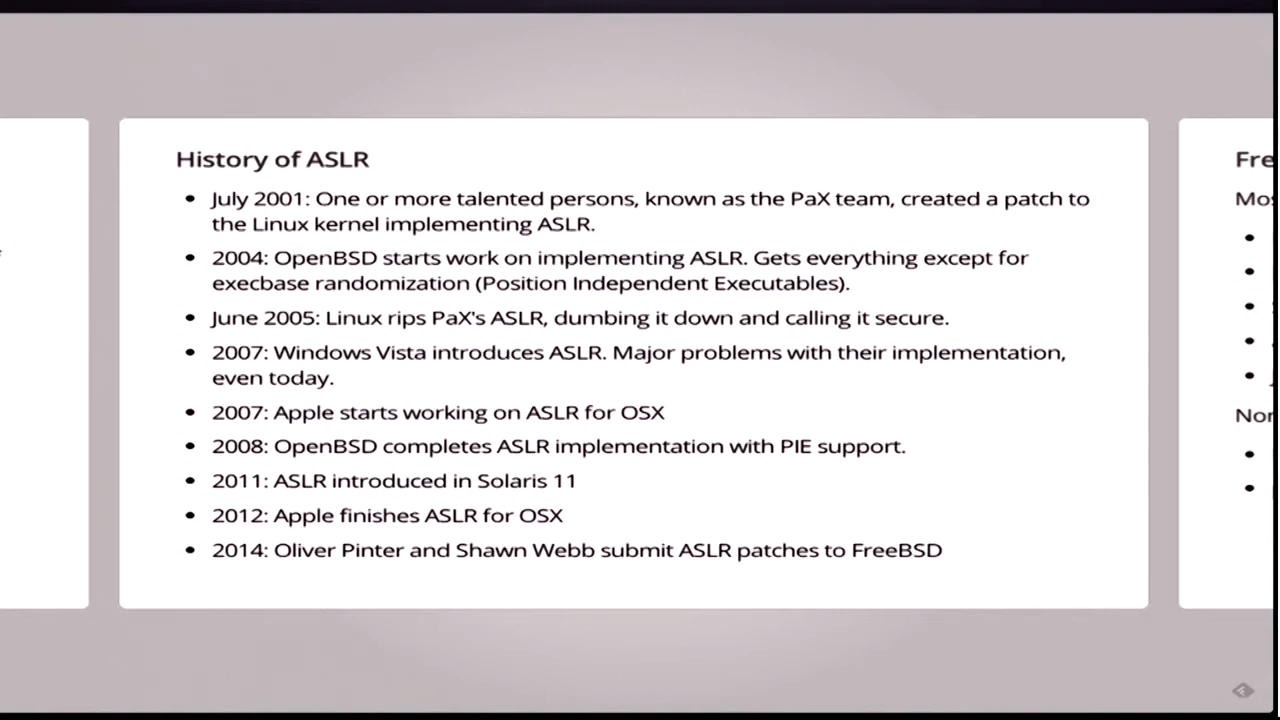 History of ASLR
• July 2001: One or more talented persons, known as the PaX team, created a patch to
the Linux kernel implementing ASLR.
• 2004: OpenBSD starts work on implementing ASLR. Gets everything except for
execbase randomization (Position Independent Executables).
• June 2005: Linux rips PaX's ASLR, dumbing it down and calling it secure.
• 2007: Windows Vista introduces ASLR. Major problems with their implementation,
even today.
• 2007: Apple starts working on ASLR for OSX
• 2008: OpenBSD completes ASLR implementation with PIE support.
• 2011: ASLR introduced in Solaris 11
• 2012: Apple finishes ASLR for OSX
• 2014: Oliver Pinter and Shawn Webb submit ASLR patches to FreeBSD
Fre